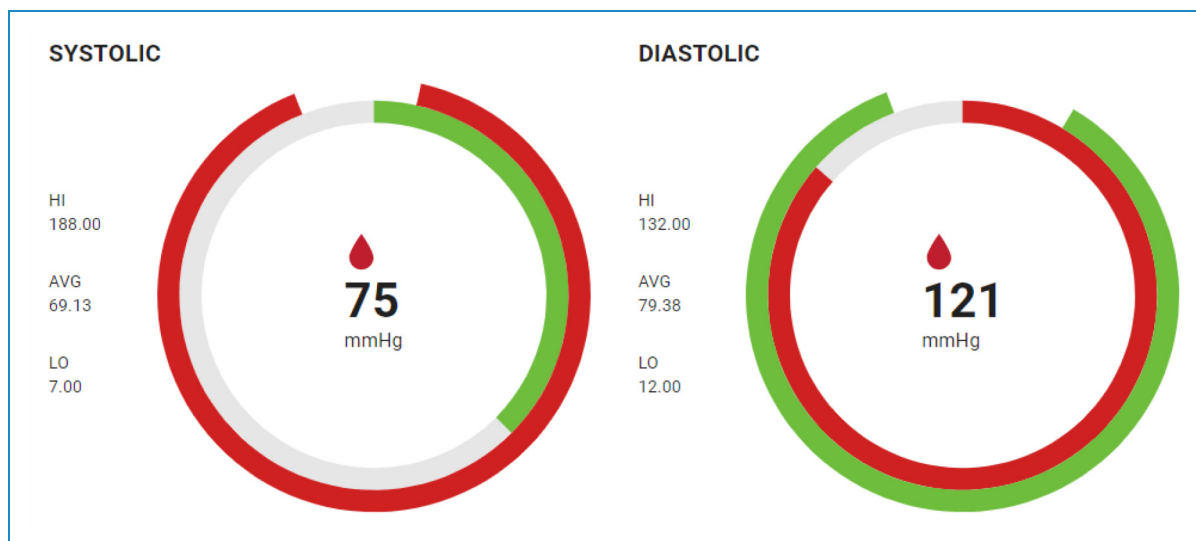 SYSTOLIC
HI
188.00
AVG
69.13
LO
7.00
75
mmHg
DIASTOLIC
HI
132.00
AVG
79.38
LO
12.00
121
mmHg